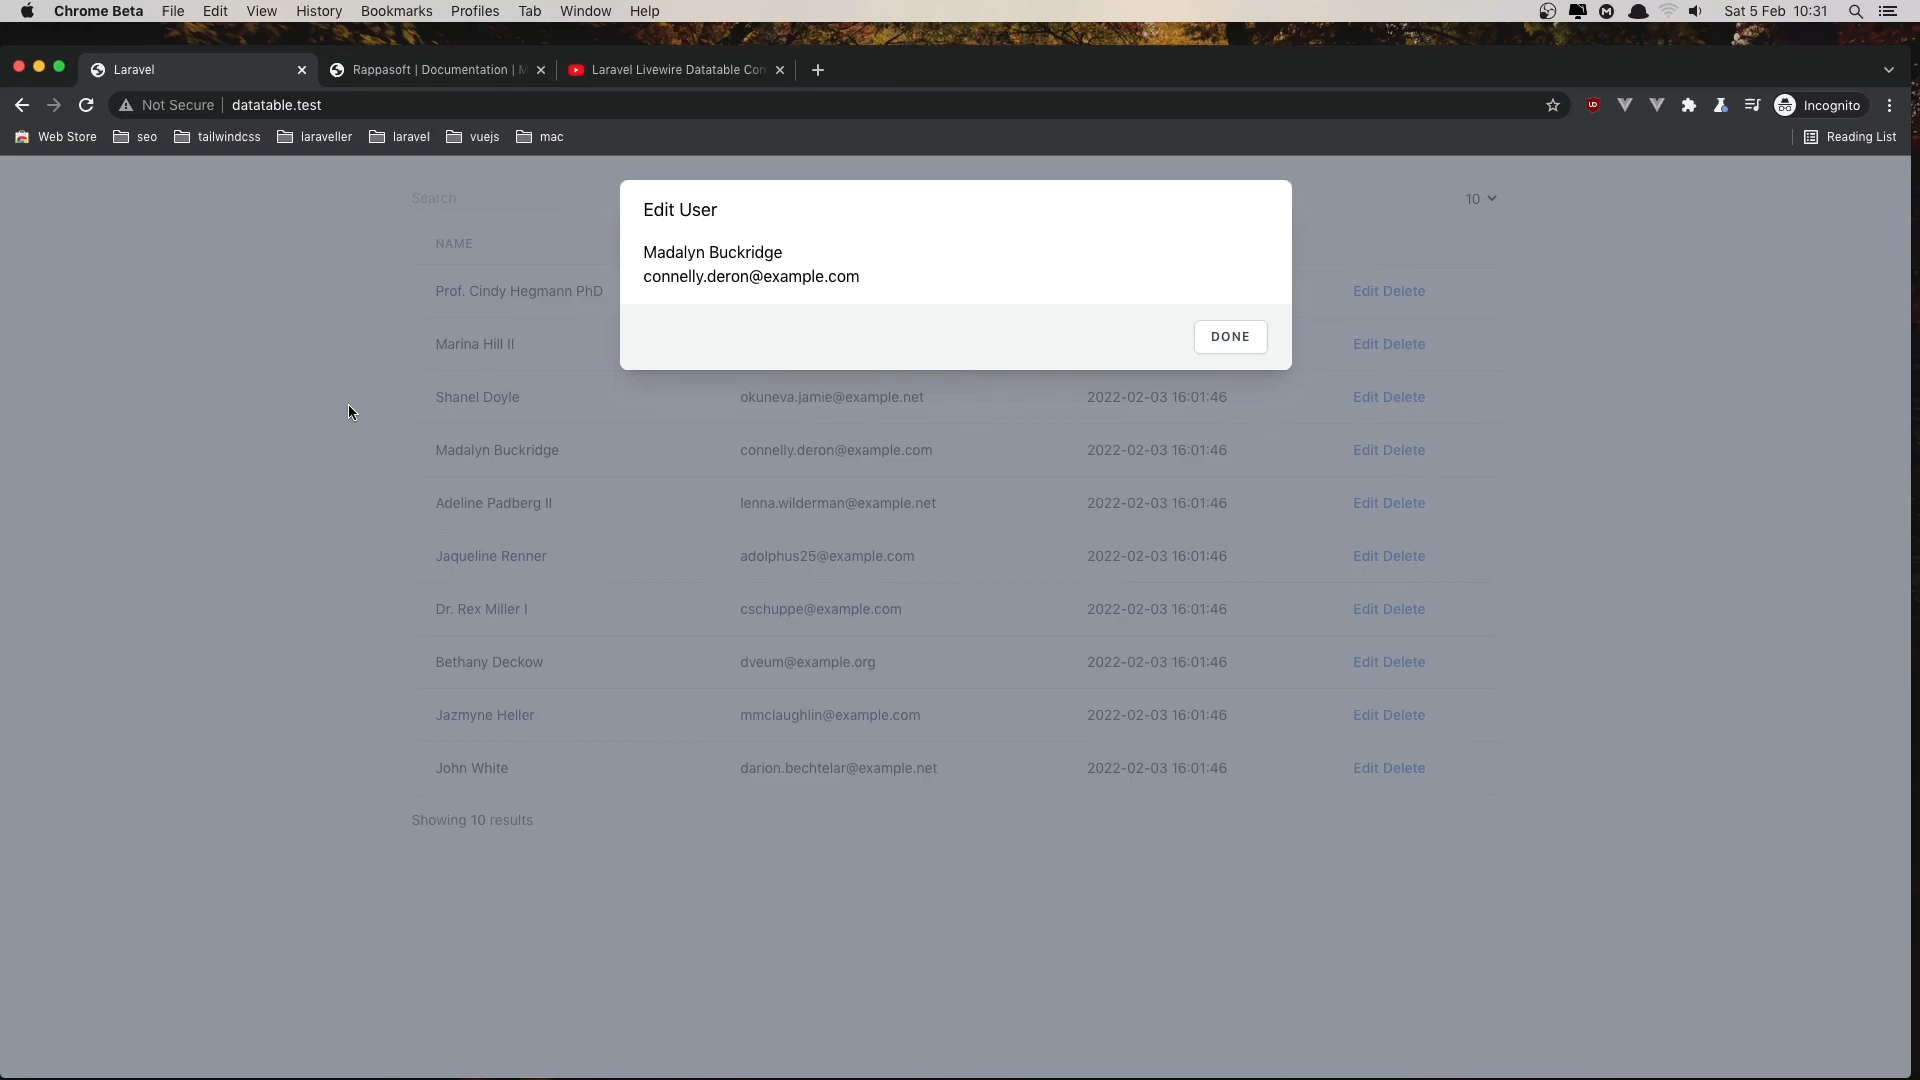 Chrome Beta File Edit View History Bookmarks Profiles Tab Window Help Sat 5 Feb 10:31
Laravel Rappasoft | Documentation | Laravel Livewire Datatable Con
Not Secure datatable.test Incognito
Web Store seo tailwindcss laraveller laravel vuejs mac Reading List
Search 10
Edit User
Madalyn Buckridge
connelly.deron@example.com
DONE
NAME
Prof. Cindy Hegmann PhD Edit Delete
Marina Hill II Edit Delete
Shanel Doyle okuneva.jamie@example.net 2022-02-03 16:01:46 Edit Delete
Madalyn Buckridge connelly.deron@example.com 2022-02-03 16:01:46 Edit Delete
Adeline Padberg II lenna.wilderman@example.net 2022-02-03 16:01:46 Edit Delete
Jaqueline Renner adolphus25@example.com 2022-02-03 16:01:46 Edit Delete
Dr. Rex Miller I cschuppe@example.com 2022-02-03 16:01:46 Edit Delete
Bethany Deckow dveum@example.org 2022-02-03 16:01:46 Edit Delete
Jazmyne Heller mmclaughlin@example.com 2022-02-03 16:01:46 Edit Delete
John White darion.bechtelar@example.net 2022-02-03 16:01:46 Edit Delete
Showing 10 results